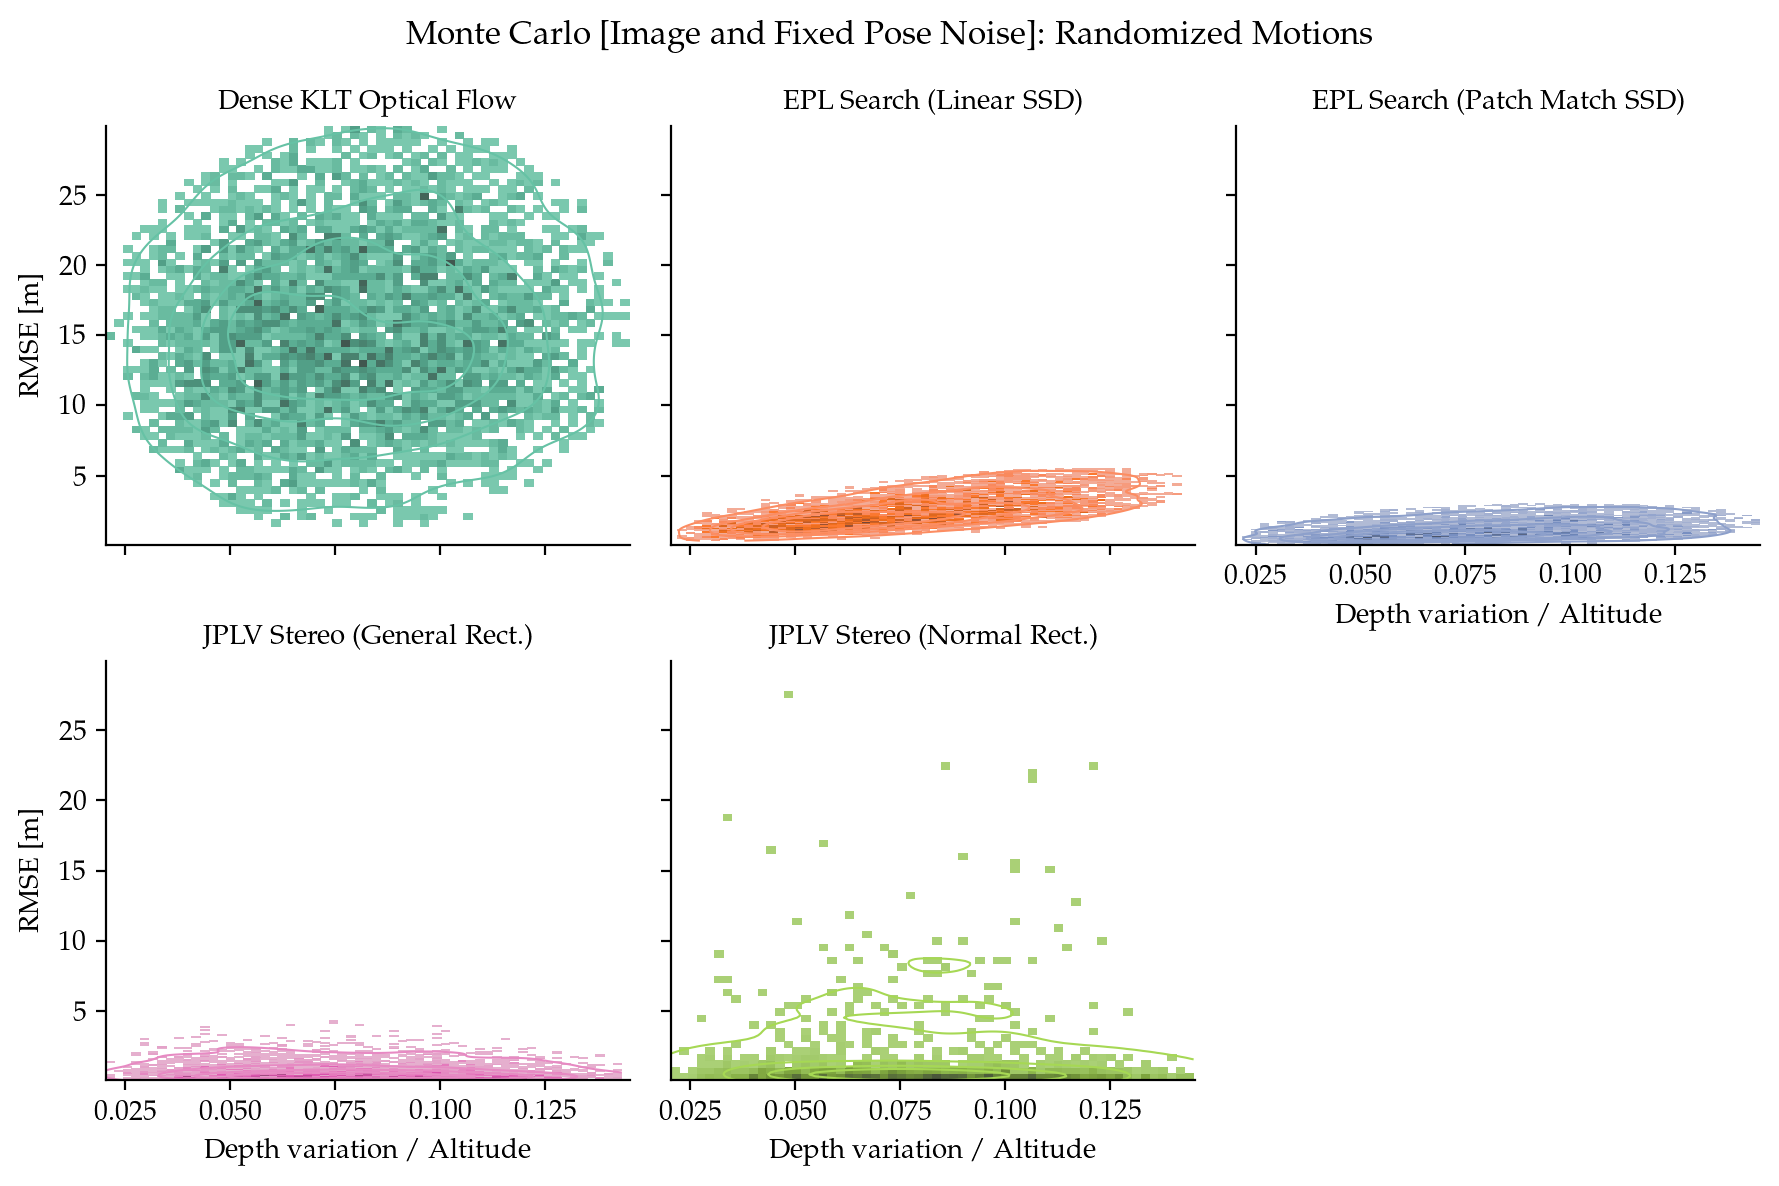 Monte Carlo [Image and Fixed Pose Noise]: Randomized Motions
Dense KLT Optical Flow
EPL Search (Linear SSD)
EPL Search (Patch Match SSD)
RMSE [m]
25
20
15
10
5
0.025 0.050 0.075 0.100 0.125
Depth variation / Altitude
JPLV Stereo (General Rect.)
JPLV Stereo (Normal Rect.)
RMSE [m]
25
20
15
10
5
0.025 0.050 0.075 0.100 0.125
0.025 0.050 0.075 0.100 0.125
Depth variation / Altitude
Depth variation / Altitude